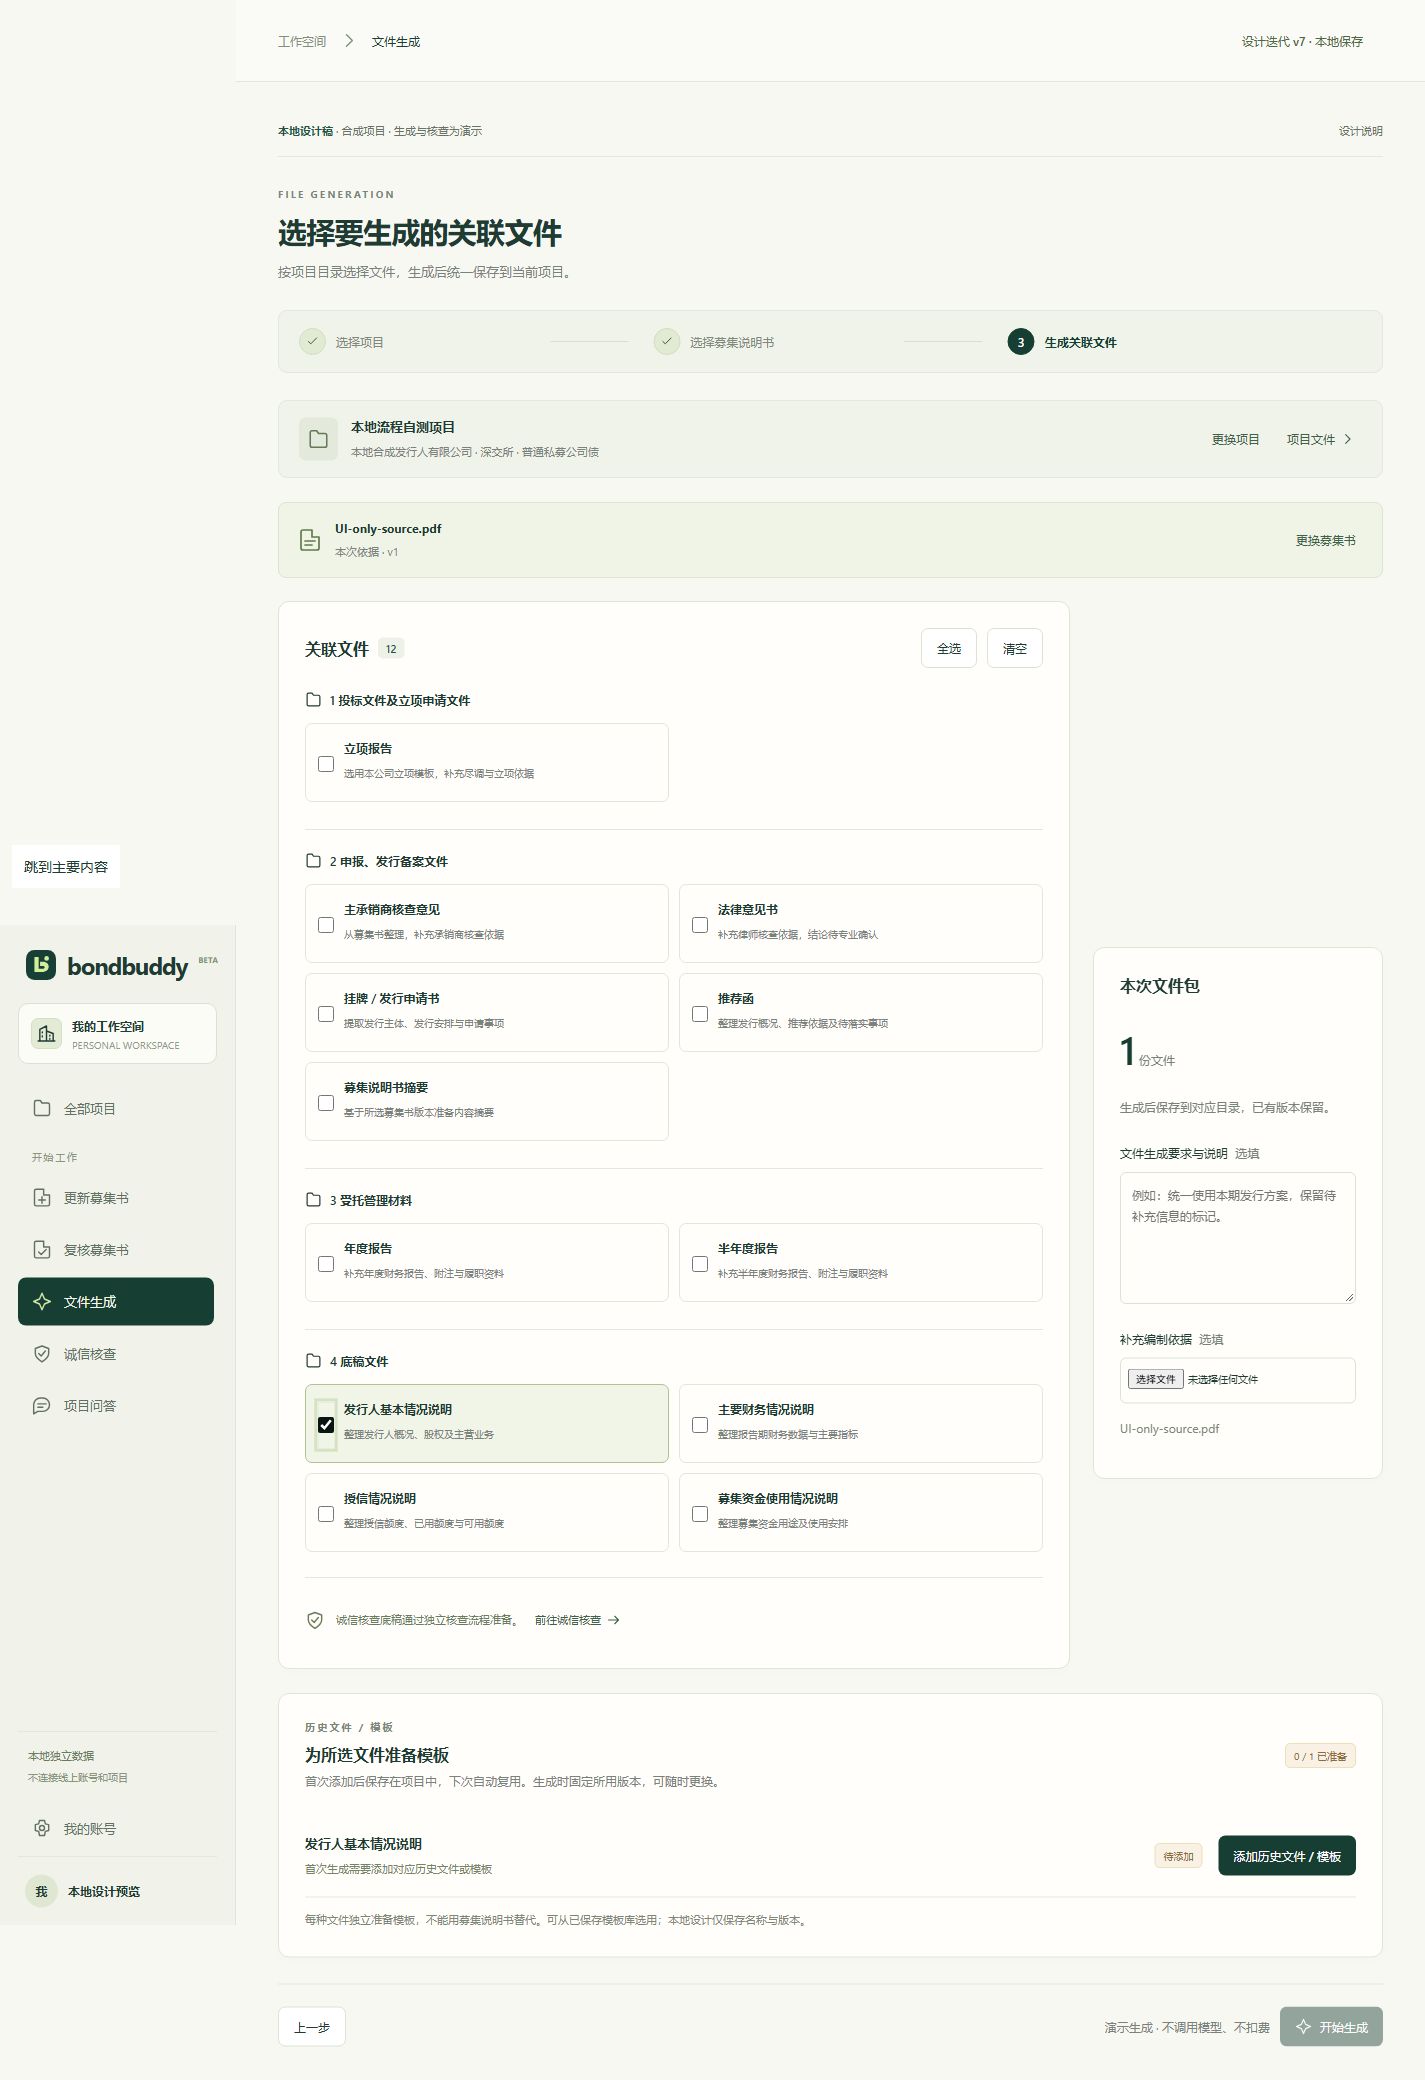 工作空间
文件生成
设计迭代 v7 · 本地保存
本地设计稿 · 合成项目 · 生成与核查为演示
设计说明
FILE GENERATION
选择要生成的关联文件
按项目目录选择文件，生成后统一保存到当前项目。
选择项目
选择募集说明书
3 生成关联文件
本地流程自测项目
本地合成发行人有限公司 · 深交所 · 普通私募公司债
更换项目
项目文件
UI-only-source.pdf
本次依据 · v1
更换募集书
关联文件 12
全选
清空
1 投标文件及立项申请文件
立项报告
选用本公司立项模板，补充尽调与立项依据
2 申报、发行备案文件
主承销商核查意见
从募集书整理，补充承销商核查依据
法律意见书
补充律师核查依据，结论待专业确认
挂牌 / 发行申请书
提取发行主体、发行安排与申请事项
推荐函
整理发行概况、推荐依据及待落实事项
募集说明书摘要
基于所选募集书版本准备内容摘要
3 受托管理材料
年度报告
补充年度财务报告、附注与履职资料
半年度报告
补充半年度财务报告、附注与履职资料
4 底稿文件
发行人基本情况说明
整理发行人概况、股权及主营业务
主要财务情况说明
整理报告期财务数据与主要指标
授信情况说明
整理授信额度、已用额度与可用额度
募集资金使用情况说明
整理募集资金用途及使用安排
诚信核查底稿通过独立核查流程准备。
前往诚信核查
本次文件包
1 份文件
生成后保存到对应目录，已有版本保留。
文件生成要求与说明 选填
例如：统一使用本期发行方案，保留待
补充信息的标记。
补充编制依据 选填
选择文件 未选择任何文件
UI-only-source.pdf
历史文件 / 模板
为所选文件准备模板
首次添加后保存在项目中，下次自动复用。生成时固定所用版本，可随时更换。
0 / 1 已准备
发行人基本情况说明
首次生成需要添加对应历史文件或模板
待添加
添加历史文件 / 模板
每种文件独立准备模板，不能用募集说明书替代。可从已保存模板库选用；本地设计仅保存名称与版本。
上一步
演示生成 · 不调用模型、不扣费
开始生成
跳到主要内容
bondbuddy BETA
我的工作空间
PERSONAL WORKSPACE
全部项目
开始工作
更新募集书
复核募集书
文件生成
诚信核查
项目问答
本地独立数据
不连接线上账号和项目
我的账号
我 本地设计预览